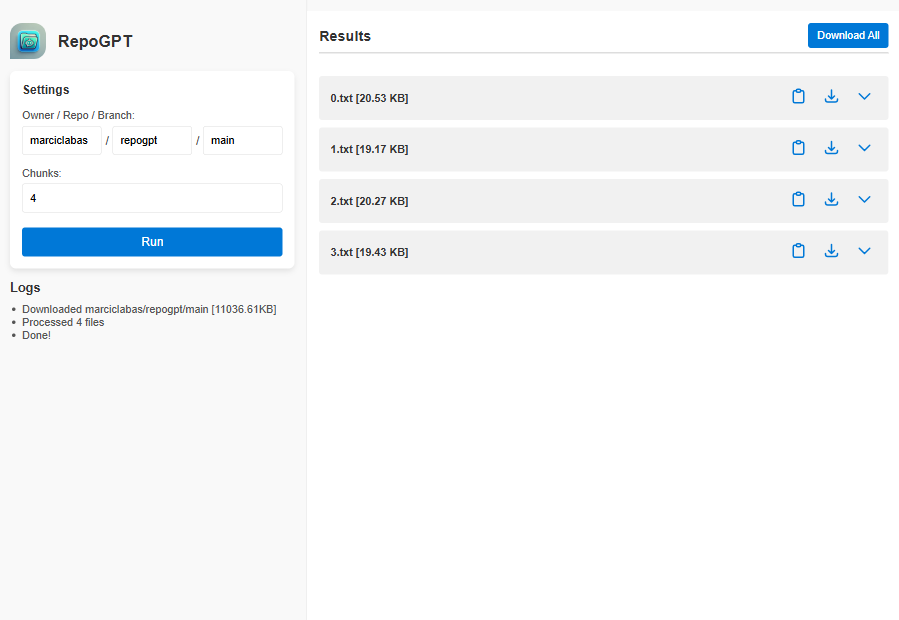 RepoGPT
Settings
Owner / Repo / Branch:
marciclabas / repogpt / main
Chunks:
4
Run
Logs
• Downloaded marciclabas/repogpt/main [11036.61KB]
• Processed 4 files
• Done!
Results
Download All
0.txt [20.53 KB]
1.txt [19.17 KB]
2.txt [20.27 KB]
3.txt [19.43 KB]